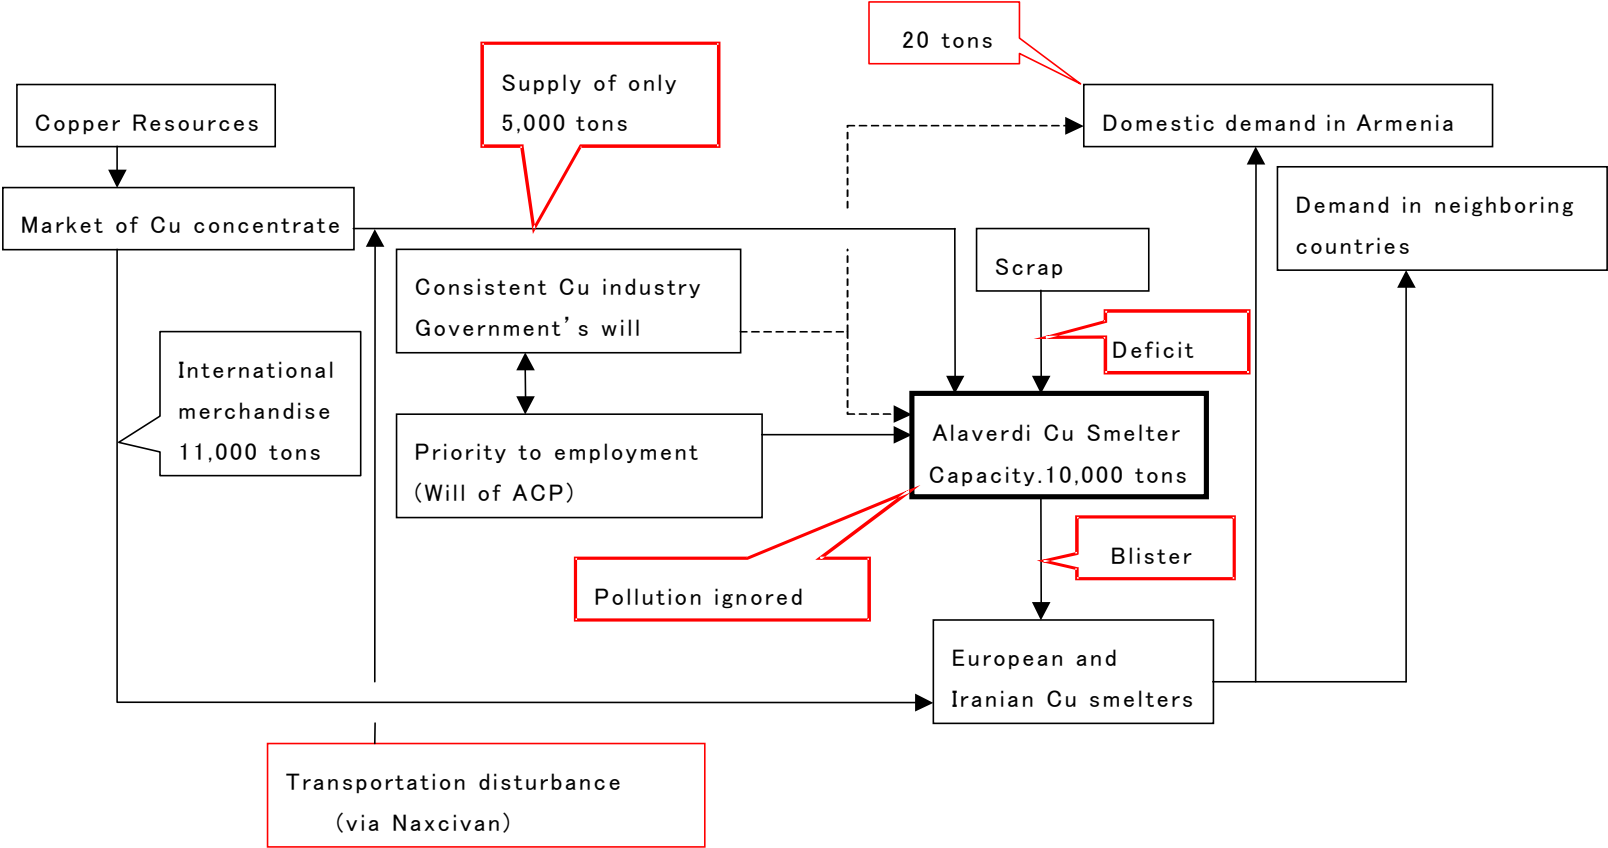 20 tons
Supply of only
5,000 tons
Copper Resources
Domestic demand in Armenia
Market of Cu concentrate
Demand in neighboring
countries
Scrap
Consistent Cu industry
Government’s will
Deficit
International
merchandise
11,000 tons
Priority to employment
(Will of ACP)
Alaverdi Cu Smelter
Capacity.10,000 tons
Blister
Pollution ignored
European and
Iranian Cu smelters
Transportation disturbance
(via Naxcivan)